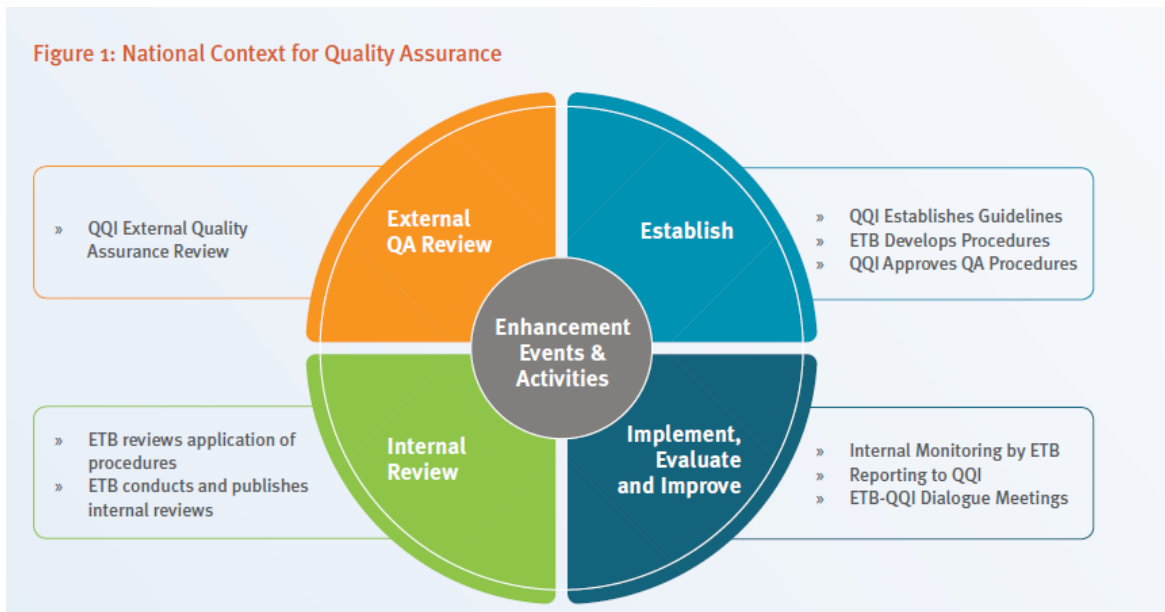 Figure 1: National Context for Quality Assurance
» QQI External Quality
Assurance Review
External
QA Review
Establish
» QQI Establishes Guidelines
» ETB Develops Procedures
» QQI Approves QA Procedures
Enhancement
Events &
Activities
» ETB reviews application of
procedures
» ETB conducts and publishes
internal reviews
Internal
Review
Implement,
Evaluate
and Improve
» Internal Monitoring by ETB
» Reporting to QQI
» ETB-QQI Dialogue Meetings